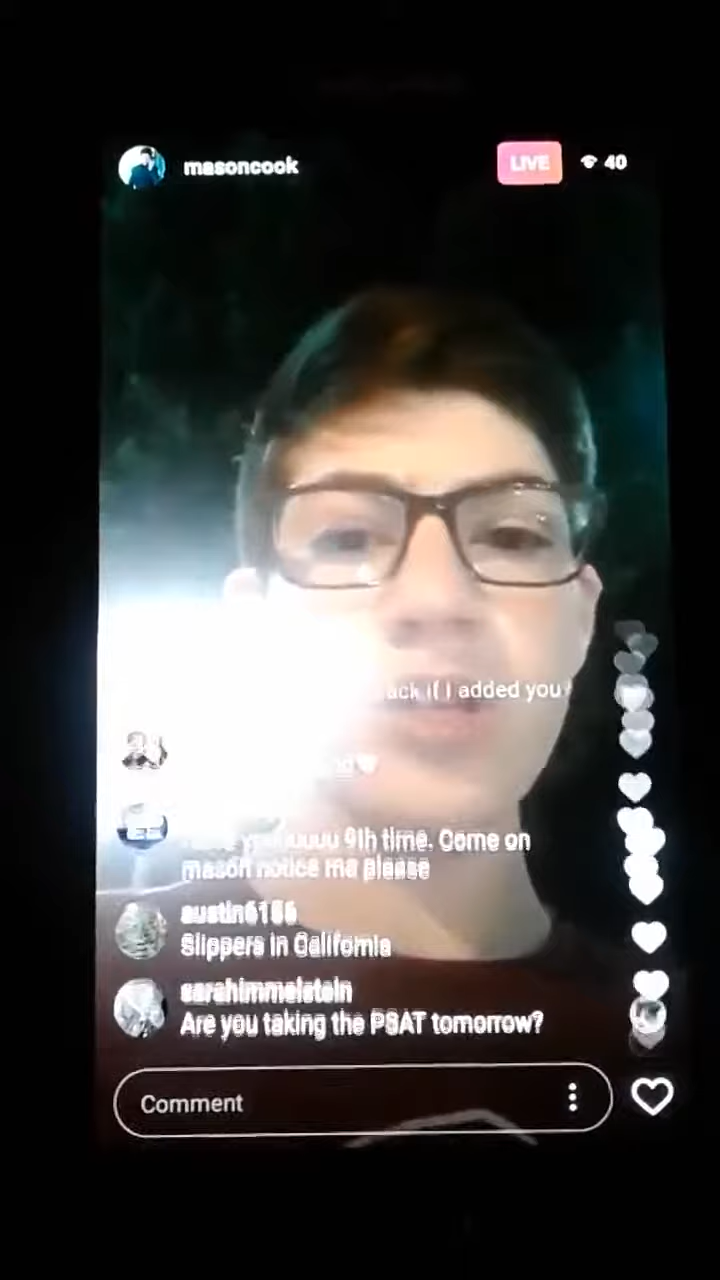 masoncook
LIVE
40
ack if I added you
9th time. Come on
mason notice me please
austin6156
Slippers in California
sarahimmelstein
Are you taking the PSAT tomorrow?
Comment